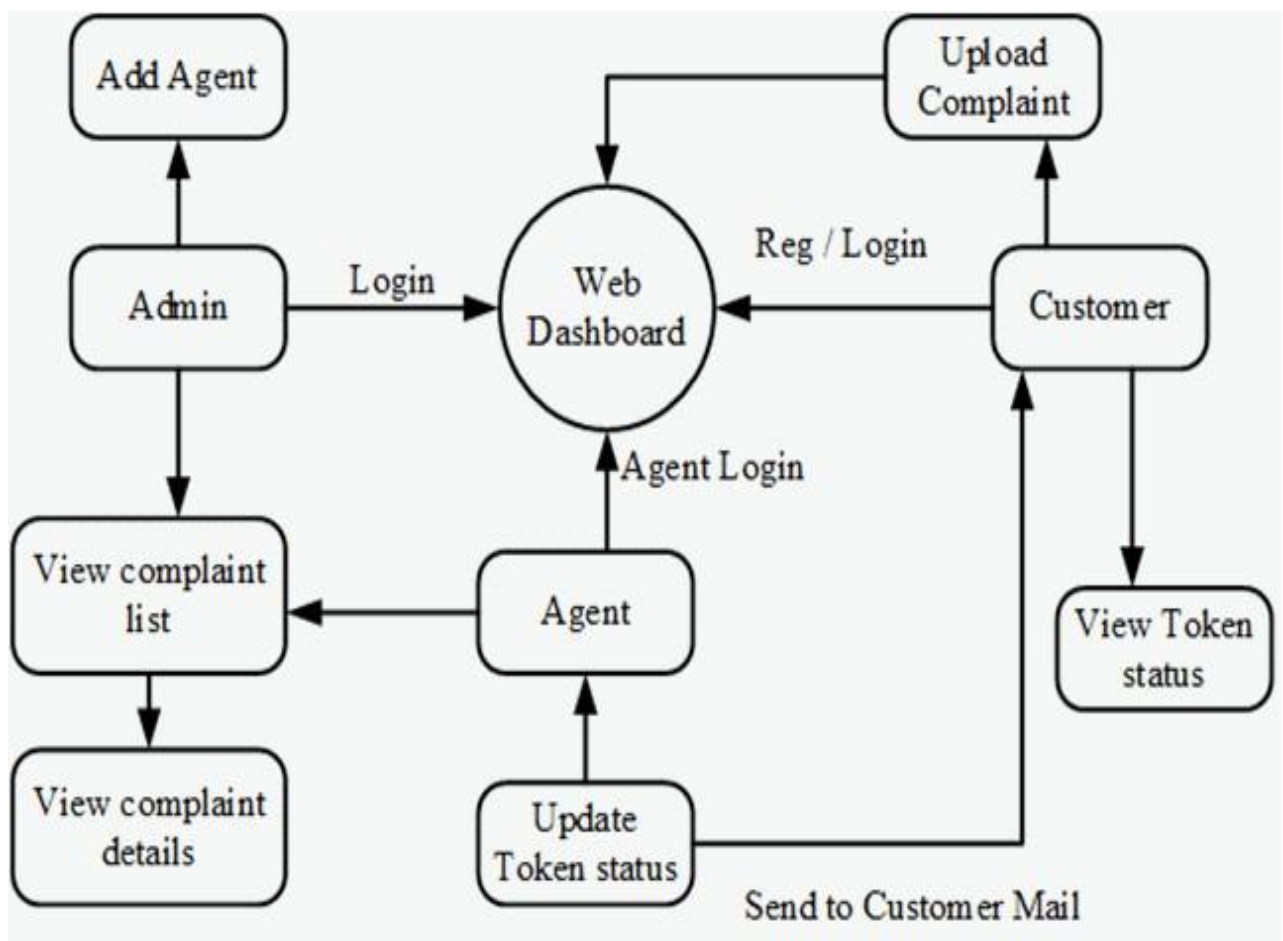 Add Agent
Upload
Complaint
Admin
Login
Web
Dashboard
Reg / Login
Customer
Agent Login
View complaint
list
Agent
View Token
status
View complaint
details
Update
Token status
Send to Customer Mail